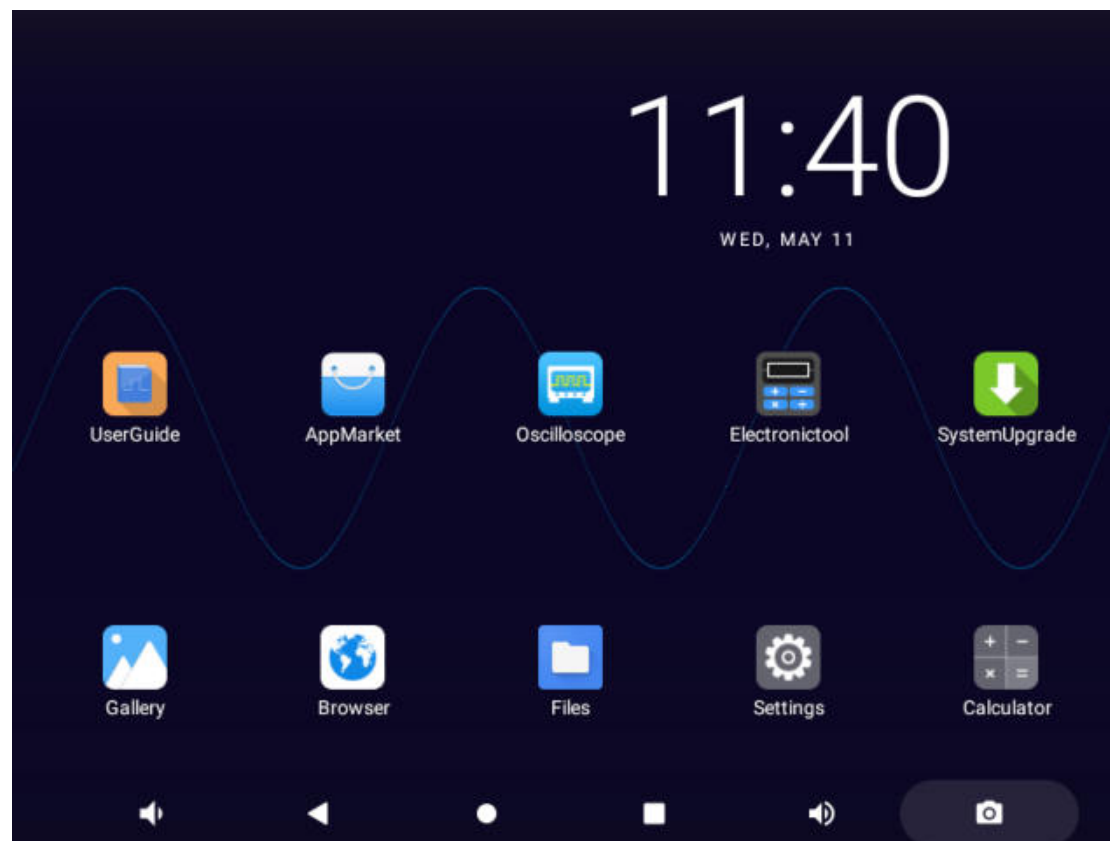 11:40
WED, MAY 11
UserGuide AppMarket Oscilloscope Electronictool SystemUpgrade
Gallery Browser Files Settings Calculator